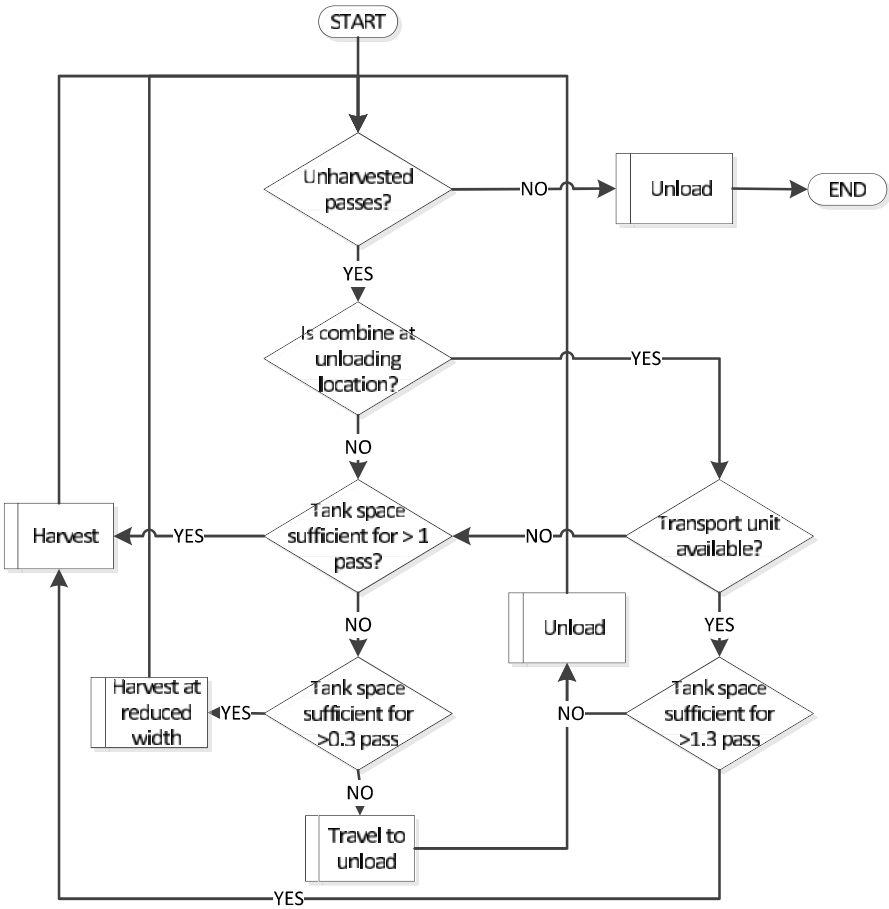 START
Unharvested
passes?
NO
Unload
END
YES
Is combine at
unloading
location?
YES
NO
Harvest
YES
Tank space
sufficient for > 1
pass?
NO
Transport unit
available?
NO
Unload
YES
Harvest at
reduced
width
YES
Tank space
sufficient for
>0.3 pass
NO
Tank space
sufficient for
>1.3 pass
NO
Travel to
unload
YES